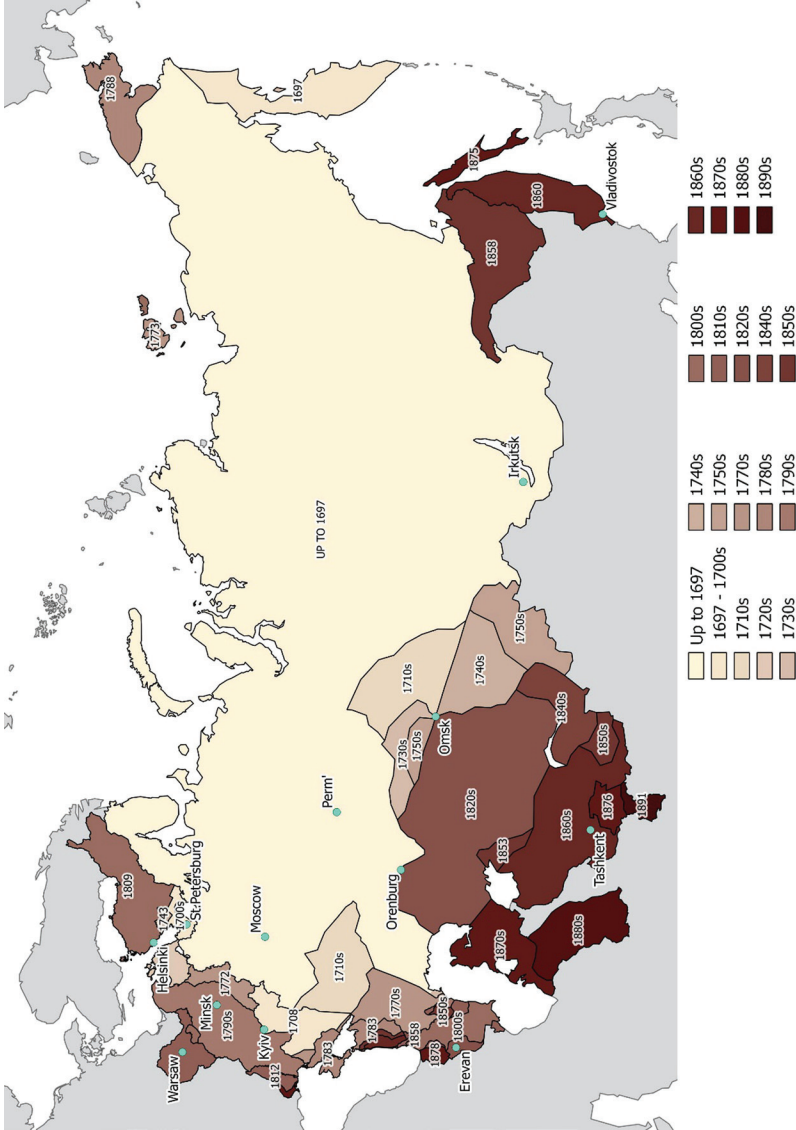 1788
1697
1773
1875
1860
Vladivostok
1858
Irkutsk
UP TO 1697
1710s
1740s
1750s
1730s
1750s
Omsk
1840s
1850s
1820s
1853
1860s
1876
1891
Tashkent
Perm'
Orenburg
1870s
1880s
1809
1743
1700s
St.Petersburg
Helsinki
Moscow
1710s
1772
Minsk
1790s
Warsaw
Kyiv
1708
1812
1783
1770s
1783
1858
1850s
1800s
1878
Erevan
Up to 1697
1697 - 1700s
1710s
1720s
1730s
1740s
1750s
1770s
1780s
1790s
1800s
1810s
1820s
1840s
1850s
1860s
1870s
1880s
1890s